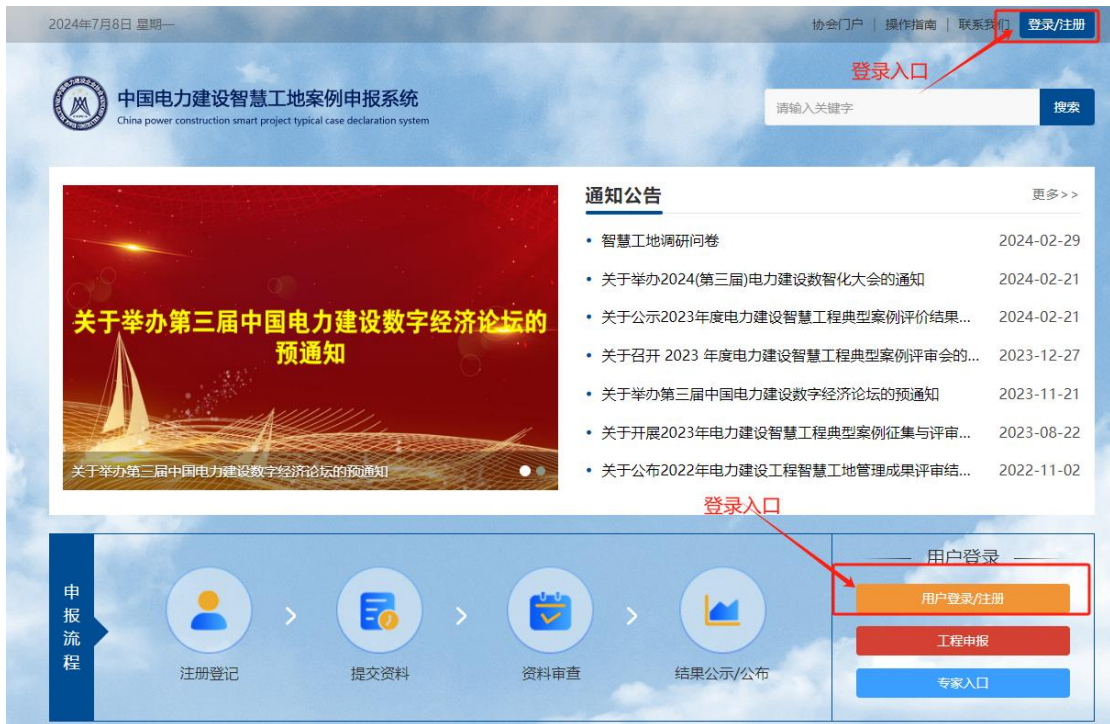 2024年7月8日 星期一
协会门户 | 操作指南 | 联系我们 登录/注册
登录入口
中国电力建设智慧工地案例申报系统
China power construction smart project typical case declaration system
请输入关键字 搜索
关于举办第三届中国电力建设数字经济论坛的
预通知
关于举办第三届中国电力建设数字经济论坛的预通知
通知公告 更多>>
• 智慧工地调研问卷 2024-02-29
• 关于举办2024(第三届)电力建设数智化大会的通知 2024-02-21
• 关于公示2023年度电力建设智慧工程典型案例评价结果... 2024-02-21
• 关于召开 2023 年度电力建设智慧工程典型案例评审会的... 2023-12-27
• 关于举办第三届中国电力建设数字经济论坛的预通知 2023-11-21
• 关于开展2023年电力建设智慧工程典型案例征集与评审... 2023-08-22
• 关于公布2022年电力建设工程智慧工地管理成果评审结... 2022-11-02
登录入口
申报流程
注册登记
提交资料
资料审查
结果公示/公布
用户登录
用户登录/注册
工程申报
专家入口